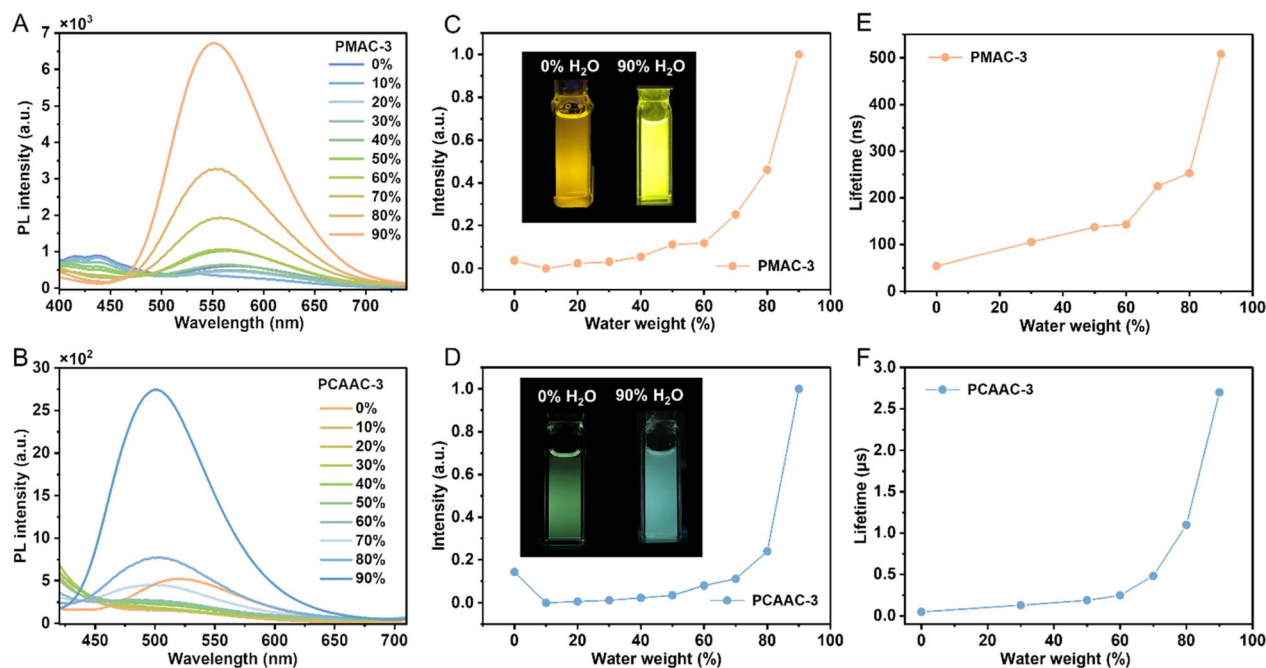 A
×10³
7
6
5
4
3
2
1
0
PL intensity (a.u.)
400 450 500 550 600 650 700
Wavelength (nm)
PMAC-3
0%
10%
20%
30%
40%
50%
60%
70%
80%
90%
C
1.0
0.8
0.6
0.4
0.2
0.0
Intensity (a.u.)
0% H₂O 90% H₂O
PMAC-3
0 20 40 60 80 100
Water weight (%)
E
500
400
300
200
100
0
Lifetime (ns)
PMAC-3
0 20 40 60 80 100
Water weight (%)
B
×10²
30
25
20
15
10
5
0
PL intensity (a.u.)
450 500 550 600 650 700
Wavelength (nm)
PCAAC-3
0%
10%
20%
30%
40%
50%
60%
70%
80%
90%
D
1.0
0.8
0.6
0.4
0.2
0.0
Intensity (a.u.)
0% H₂O 90% H₂O
PCAAC-3
0 20 40 60 80 100
Water weight (%)
F
3.0
2.5
2.0
1.5
1.0
0.5
0.0
Lifetime (μs)
PCAAC-3
0 20 40 60 80 100
Water weight (%)